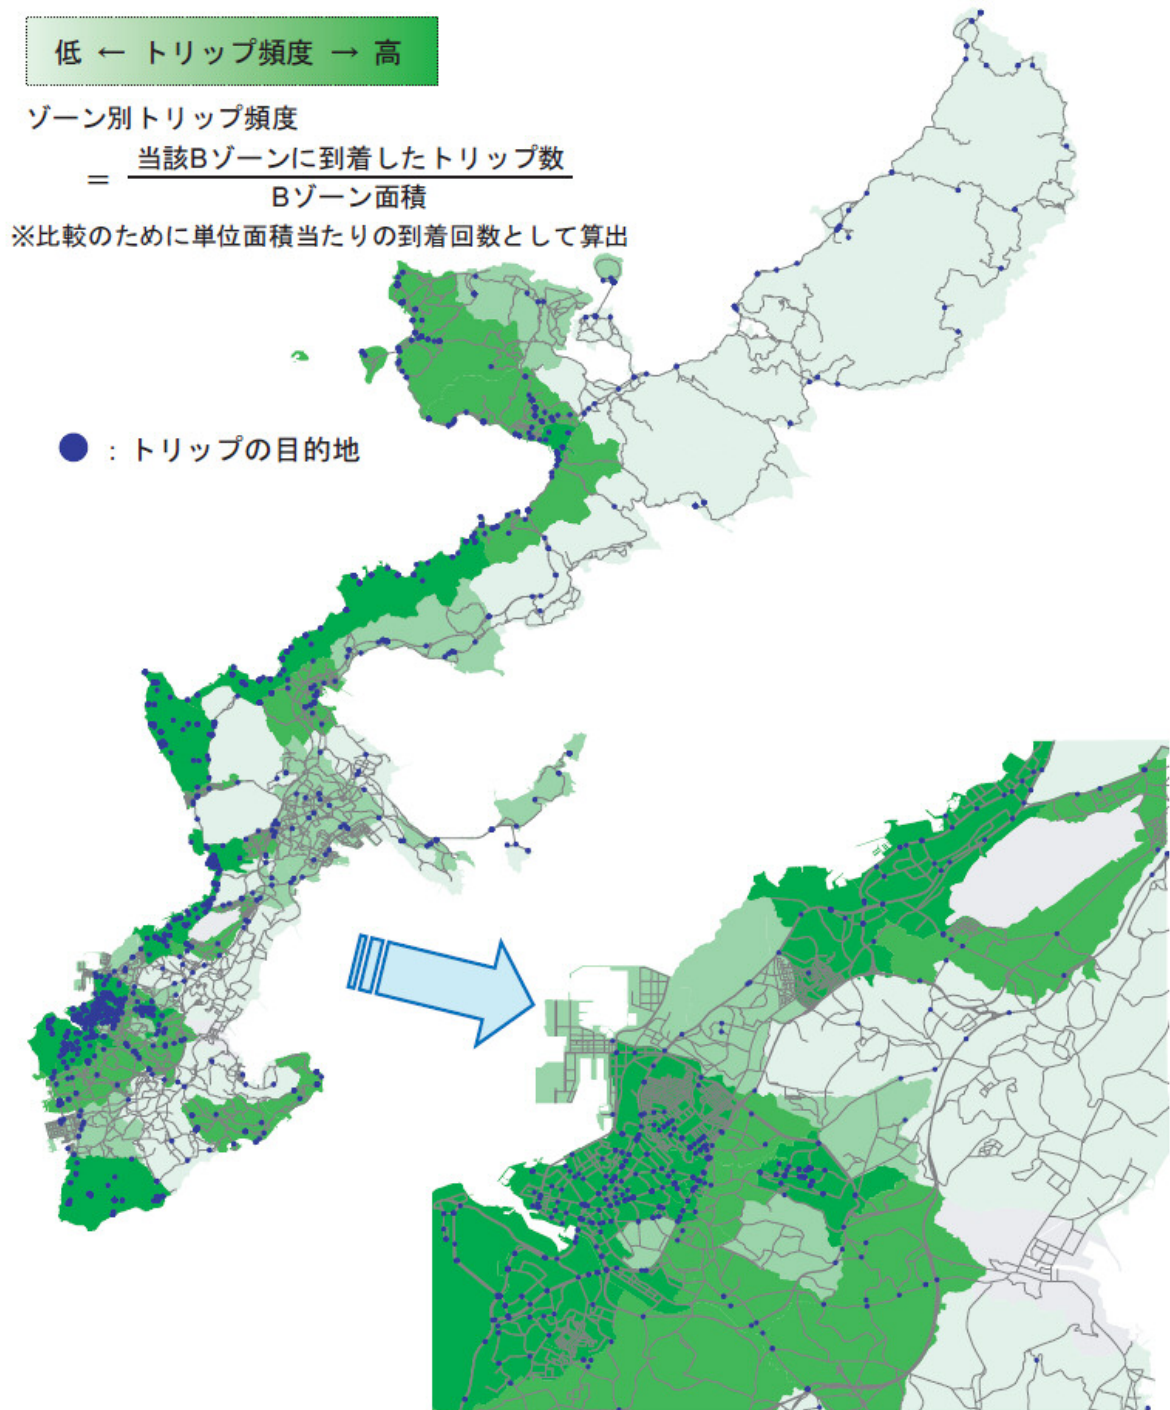 低 ← トリップ頻度 → 高
ゾーン別トリップ頻度
= 当該Bゾーンに到着したトリップ数
Bゾーン面積
※比較のために単位面積当たりの到着回数として算出
：トリップの目的地